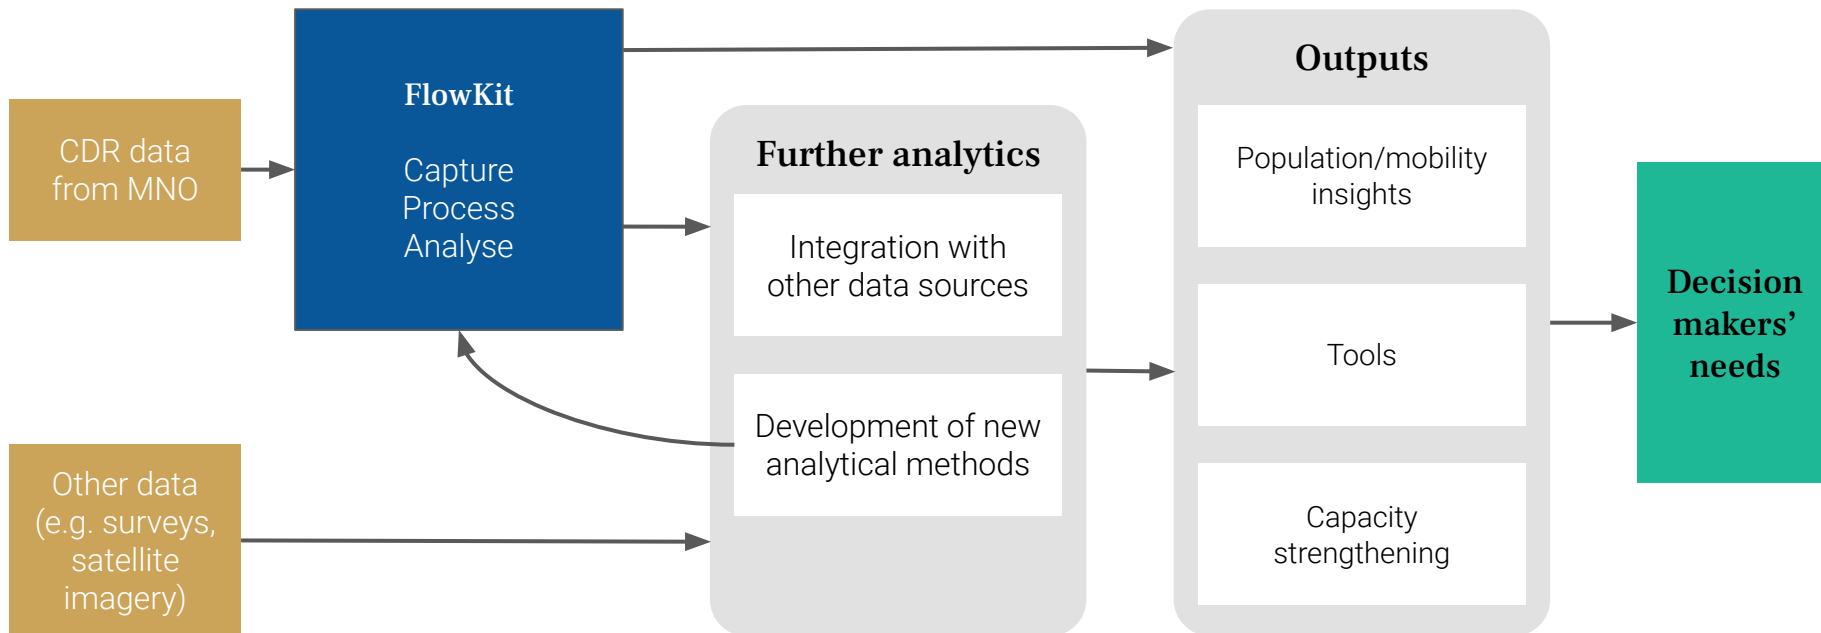 CDR data
from MNO
Other data
(e.g. surveys,
satellite
imagery)
FlowKit
Capture
Process
Analyse
Further analytics
Integration with
other data sources
Development of new
analytical methods
Outputs
Population/mobility
insights
Tools
Capacity
strengthening
Decision
makers’
needs